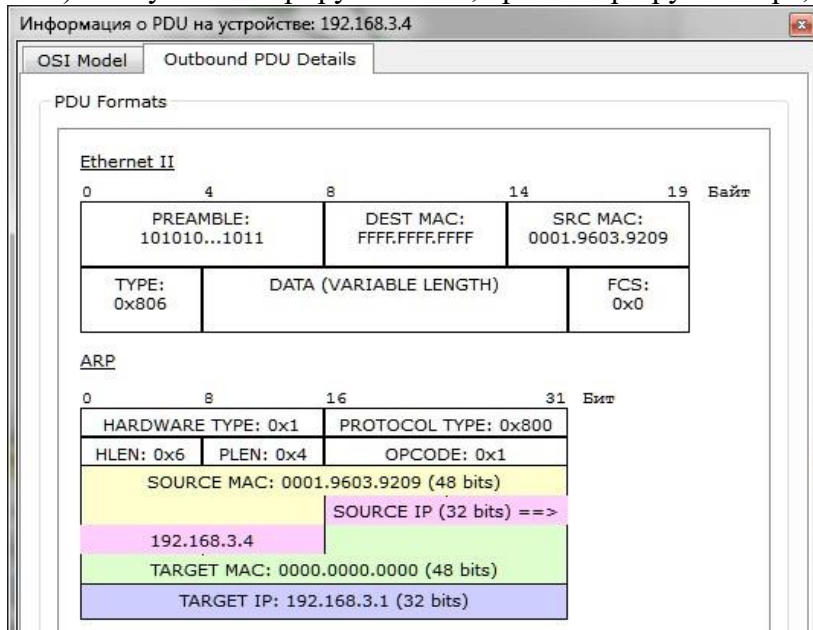 Информация о PDU на устройстве: 192.168.3.4
OSI Model Outbound PDU Details
PDU Formats
Ethernet II
0 4 8 14 19 Байт
PREAMBLE: DEST MAC: SRC MAC:
101010...1011 FFFF.FFFF.FFFF 0001.9603.9209
TYPE: DATA (VARIABLE LENGTH) FCS:
0x806 0x0
ARP
0 8 16 31 Бит
HARDWARE TYPE: 0x1 PROTOCOL TYPE: 0x800
HLEN: 0x6 PLEN: 0x4 OPCODE: 0x1
SOURCE MAC: 0001.9603.9209 (48 bits)
SOURCE IP (32 bits) ==>
192.168.3.4
TARGET MAC: 0000.0000.0000 (48 bits)
TARGET IP: 192.168.3.1 (32 bits)